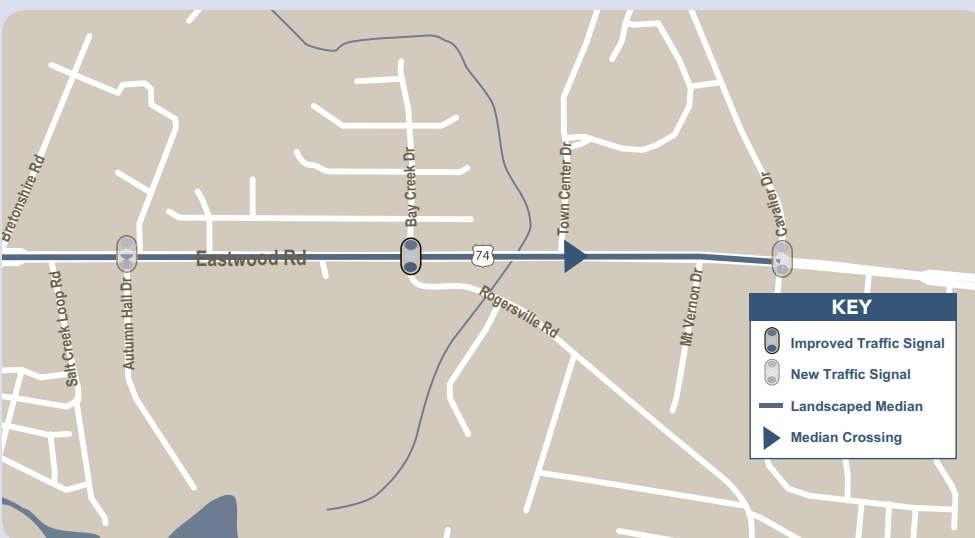 Bretonshire Rd
Salt Creek Loop Rd
Autumn Hall Dr
Eastwood Rd
Bay Creek Dr
74
Rogersville Rd
Town Center Dr
Mt Vernon Dr
Cavalier Dr
KEY
Improved Traffic Signal
New Traffic Signal
Landscaped Median
Median Crossing